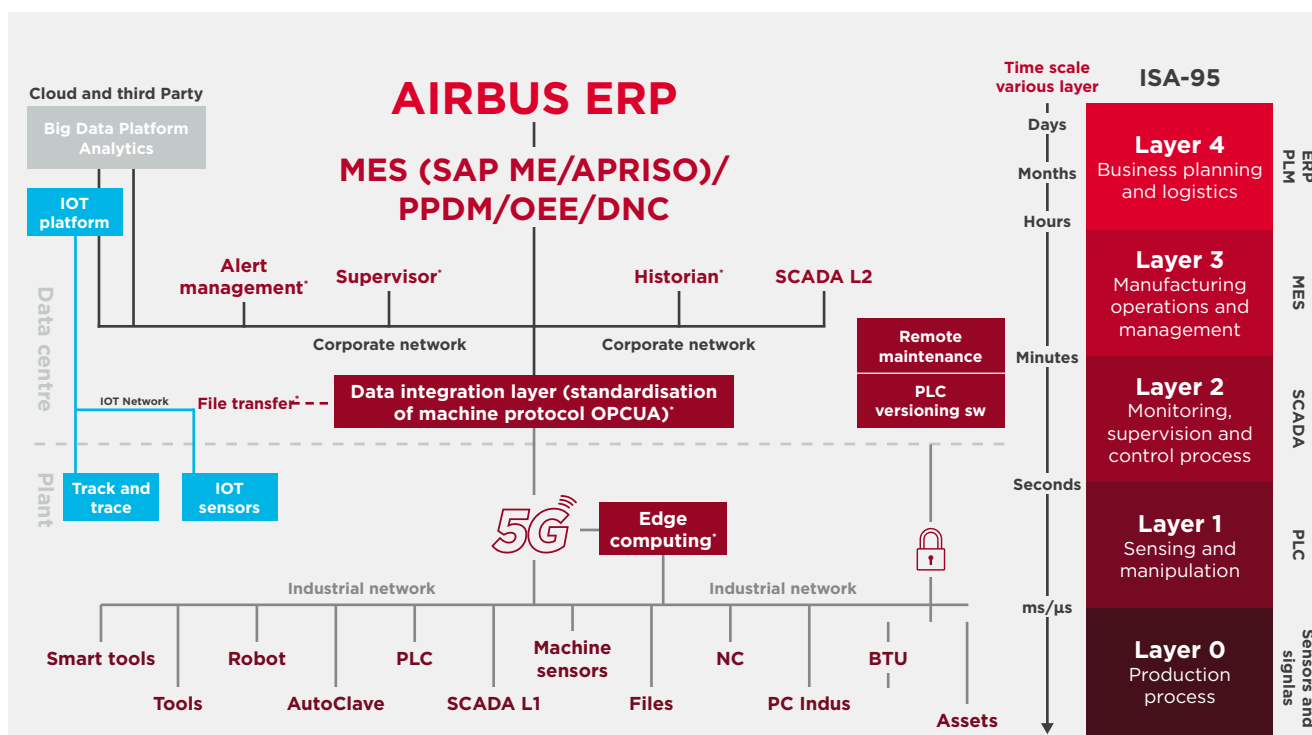 Cloud and third Party
Big Data Platform
Analytics
IOT
platform
AIRBUS ERP
MES (SAP ME/APRISO)/
PPDM/OEE/DNC
Alert
management*
Supervisor*
Historian*
SCADA L2
Corporate network
Corporate network
Data centre
Remote
maintenance
PLC
versioning sw
IOT Network
File transfer*
Data integration layer (standardisation
of machine protocol OPCUA)*
Plant
Track and
trace
IOT
sensors
5G
Edge
computing*
Industrial network
Industrial network
Smart tools
Tools
Robot
AutoClave
PLC
SCADA L1
Machine
sensors
Files
NC
PC Indus
BTU
Assets
Time scale
various layer
Days
Months
Hours
Minutes
Seconds
ms/µs
ISA-95
Layer 4
Business planning
and logistics
ERP
PLM
Layer 3
Manufacturing
operations and
management
MES
Layer 2
Monitoring,
supervision and
control process
SCADA
Layer 1
Sensing and
manipulation
PLC
Layer 0
Production
process
Sensors and
signlas